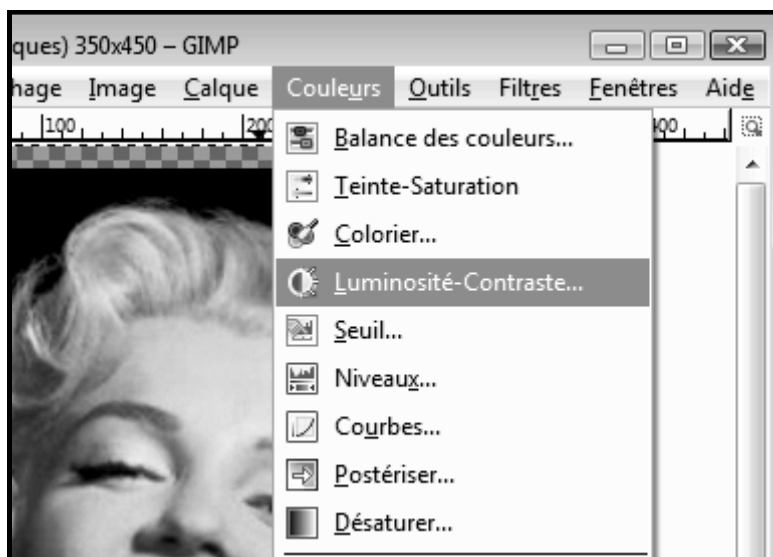 ques) 350x450 – GIMP
hage Image Calque Couleurs Outils Filtres Fenêtres Aide
100 200 400
Balance des couleurs...
Teinte-Saturation
Colorier...
Luminosité-Contraste...
Seuil...
Niveaux...
Courbes...
Postériser...
Désaturer...